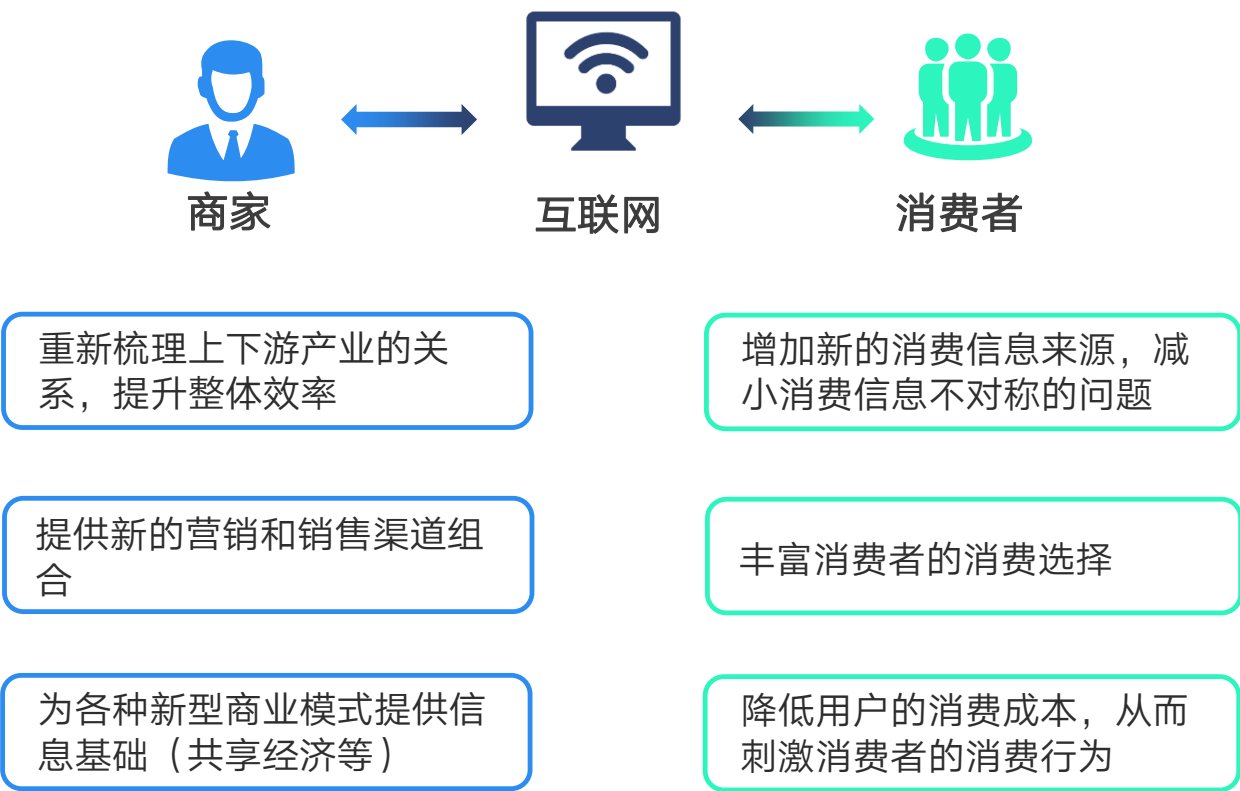 商家
互联网
消费者
重新梳理上下游产业的关
系，提升整体效率
增加新的消费信息来源，减
小消费信息不对称的问题
提供新的营销和销售渠道组
合
丰富消费者的消费选择
为各种新型商业模式提供信
息基础（共享经济等）
降低用户的消费成本，从而
刺激消费者的消费行为